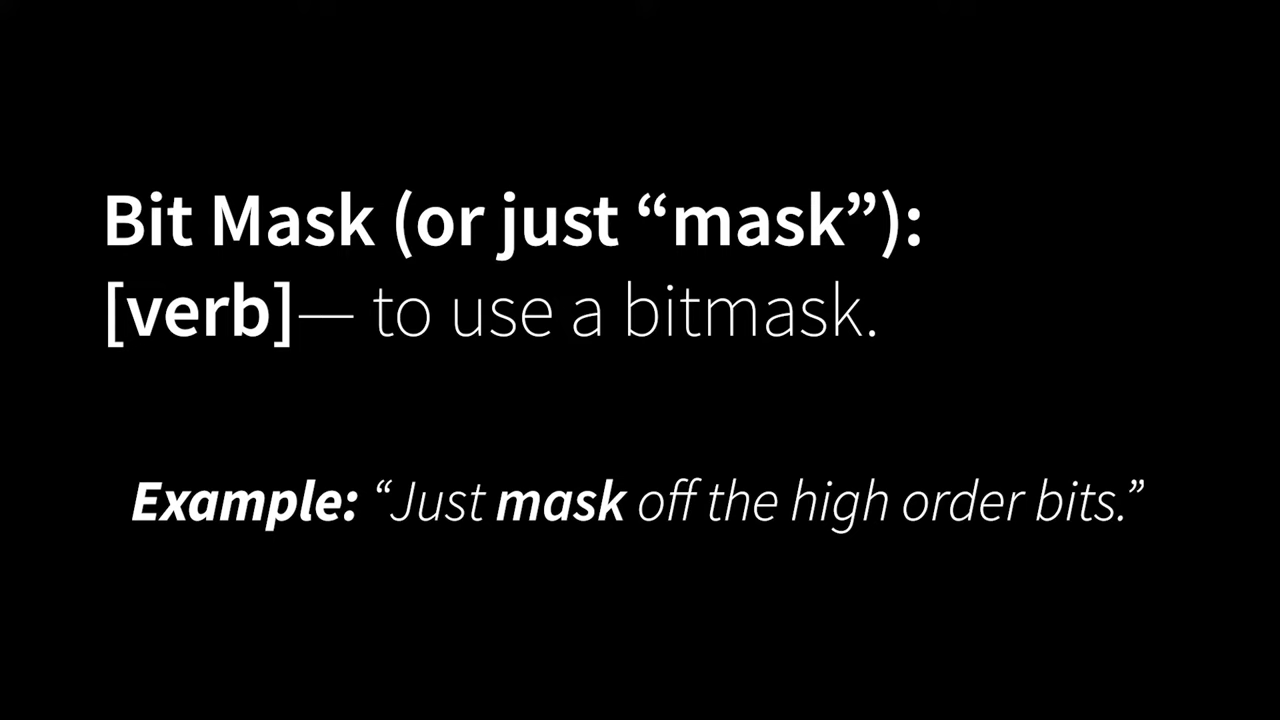 Bit Mask (or just “mask”):
[verb]— to use a bitmask.
Example: “Just mask off the high order bits.”